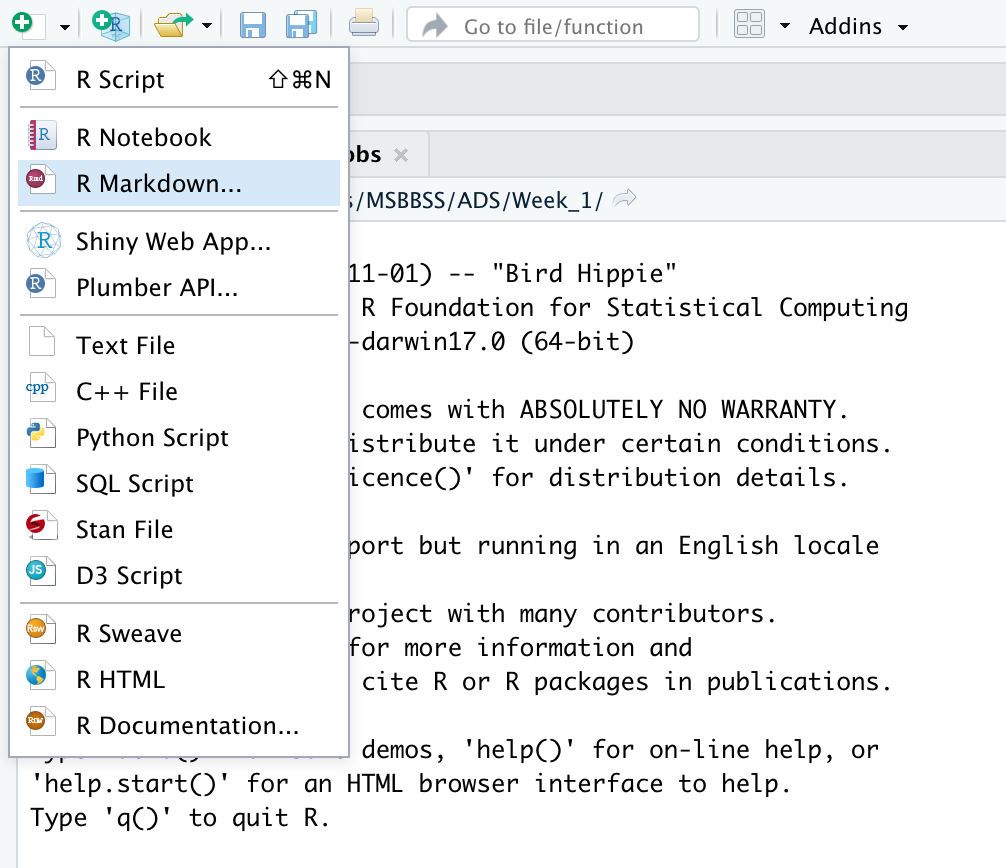 Go to file/function
Addins
R Script ⇧⌘N
R Notebook
R Markdown...
Shiny Web App...
Plumber API...
Text File
C++ File
Python Script
SQL Script
Stan File
D3 Script
R Sweave
R HTML
R Documentation...
/MSBBSS/ADS/Week_1/
11-01) -- "Bird Hippie"
R Foundation for Statistical Computing
-darwin17.0 (64-bit)
comes with ABSOLUTELY NO WARRANTY.
istribute it under certain conditions.
icence()' for distribution details.
port but running in an English locale
roject with many contributors.
for more information and
cite R or R packages in publications.
demos, 'help()' for on-line help, or
'help.start()' for an HTML browser interface to help.
Type 'q()' to quit R.